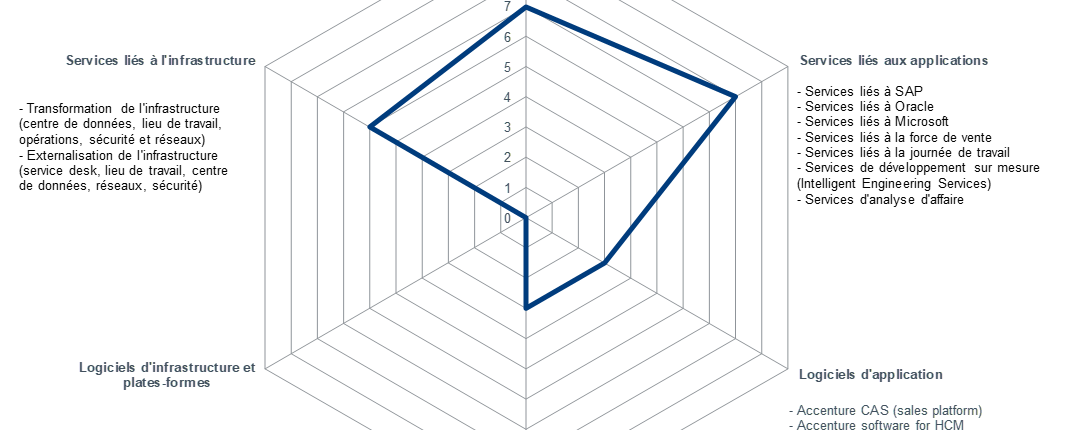 Services liés à l'infrastructure
- Transformation de l'infrastructure
(centre de données, lieu de travail,
opérations, sécurité et réseaux)
- Externalisation de l'infrastructure
(service desk, lieu de travail, centre
de données, réseaux, sécurité)
7
6
5
4
3
2
1
0
Services liés aux applications
- Services liés à SAP
- Services liés à Oracle
- Services liés à Microsoft
- Services liés à la force de vente
- Services liés à la journée de travail
- Services de développement sur mesure
(Intelligent Engineering Services)
- Services d'analyse d'affaire
Logiciels d'infrastructure et
plates-formes
Logiciels d'application
- Accenture CAS (sales platform)
- Accenture software for HCM